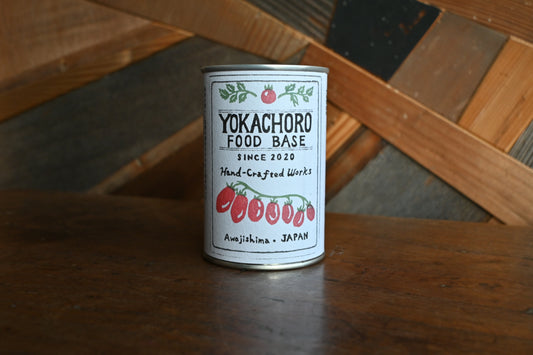 YOKACHORO
FOOD BASE
SINCE 2020
Hand-Crafted Works
Awajishima . JAPAN